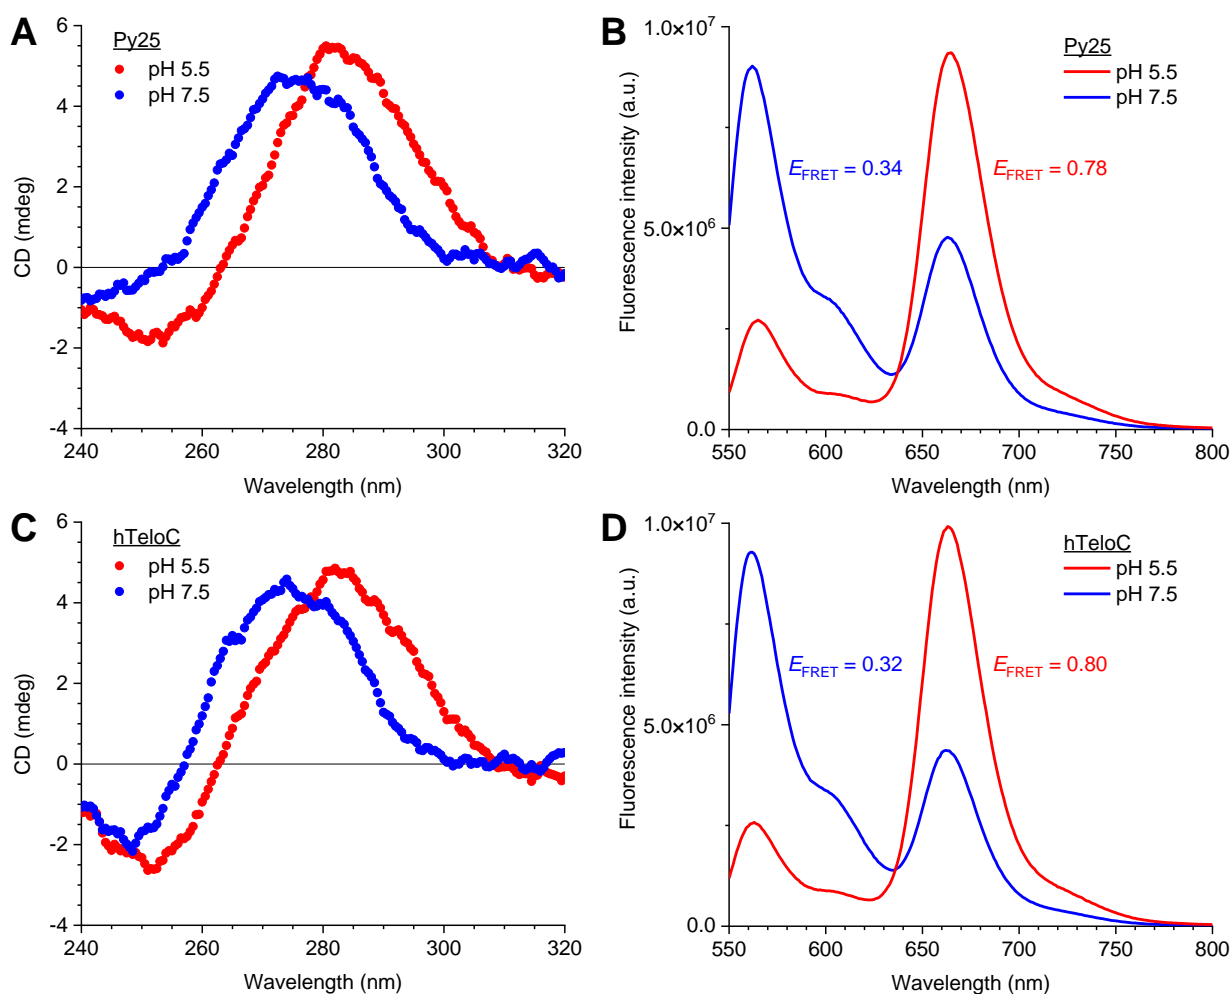 A
Py25
pH 5.5
pH 7.5
6
4
2
0
-2
-4
240
260
280
300
320
CD (mdeg)
Wavelength (nm)
B
Py25
pH 5.5
pH 7.5
E_FRET = 0.34
E_FRET = 0.78
1.0×10⁷
5.0×10⁶
0.0
550
600
650
700
750
800
Fluorescence intensity (a.u.)
Wavelength (nm)
C
hTeloC
pH 5.5
pH 7.5
6
4
2
0
-2
-4
240
260
280
300
320
CD (mdeg)
Wavelength (nm)
D
hTeloC
pH 5.5
pH 7.5
E_FRET = 0.32
E_FRET = 0.80
1.0×10⁷
5.0×10⁶
0.0
550
600
650
700
750
800
Fluorescence intensity (a.u.)
Wavelength (nm)